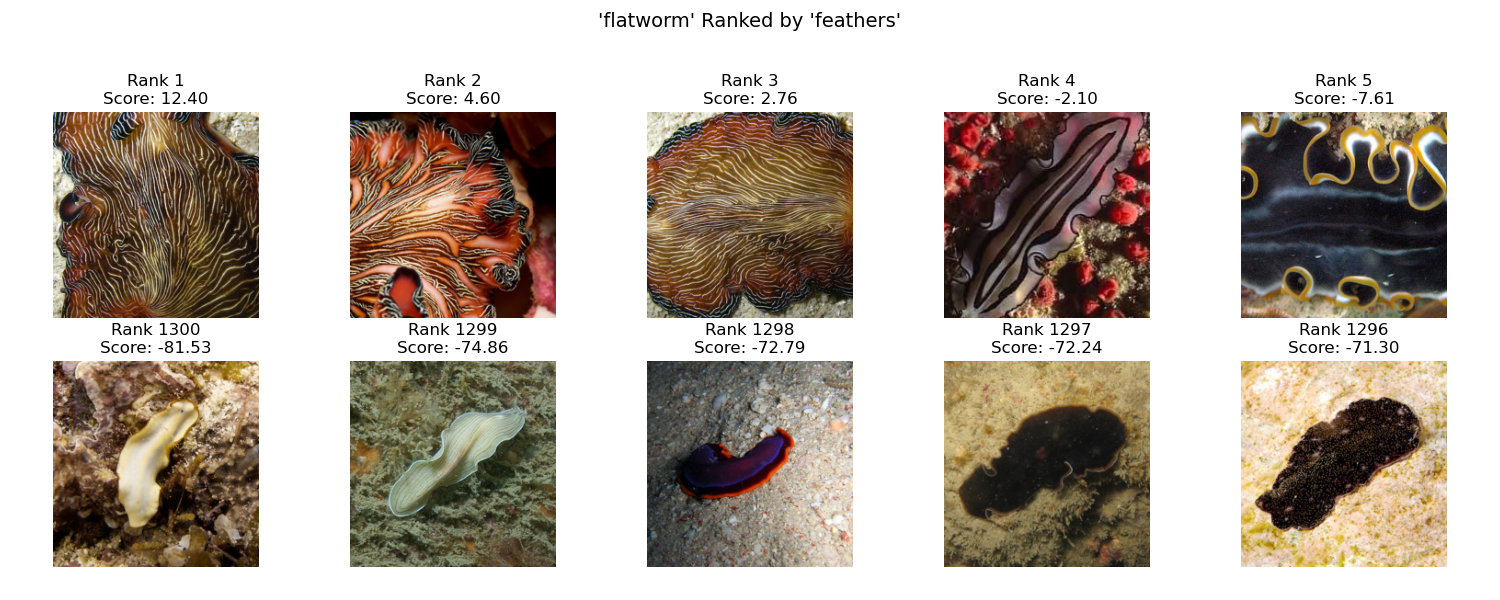 'flatworm' Ranked by 'feathers'
Rank 1
Score: 12.40
Rank 2
Score: 4.60
Rank 3
Score: 2.76
Rank 4
Score: -2.10
Rank 5
Score: -7.61
Rank 1300
Score: -81.53
Rank 1299
Score: -74.86
Rank 1298
Score: -72.79
Rank 1297
Score: -72.24
Rank 1296
Score: -71.30